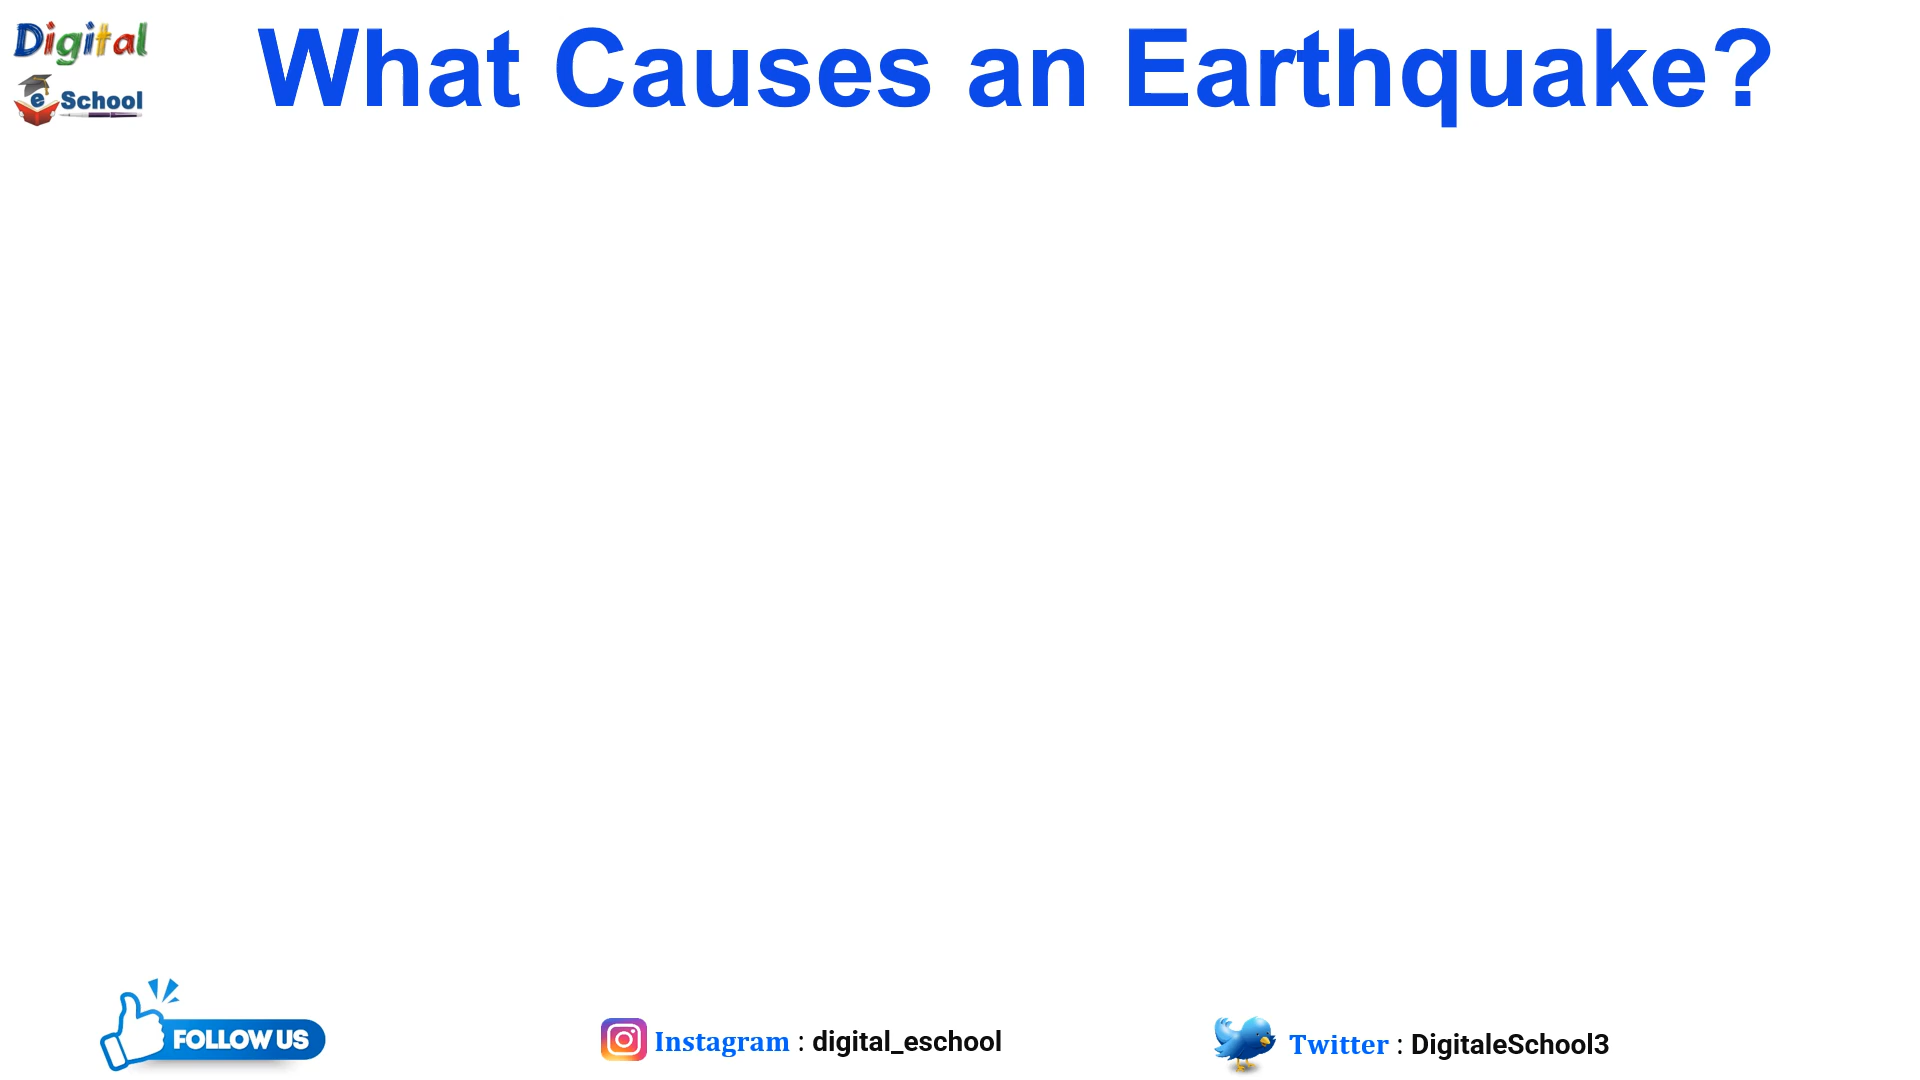 Digital
e School
What Causes an Earthquake?
FOLLOW US
Instagram : digital_eschool
Twitter : DigitaleSchool3